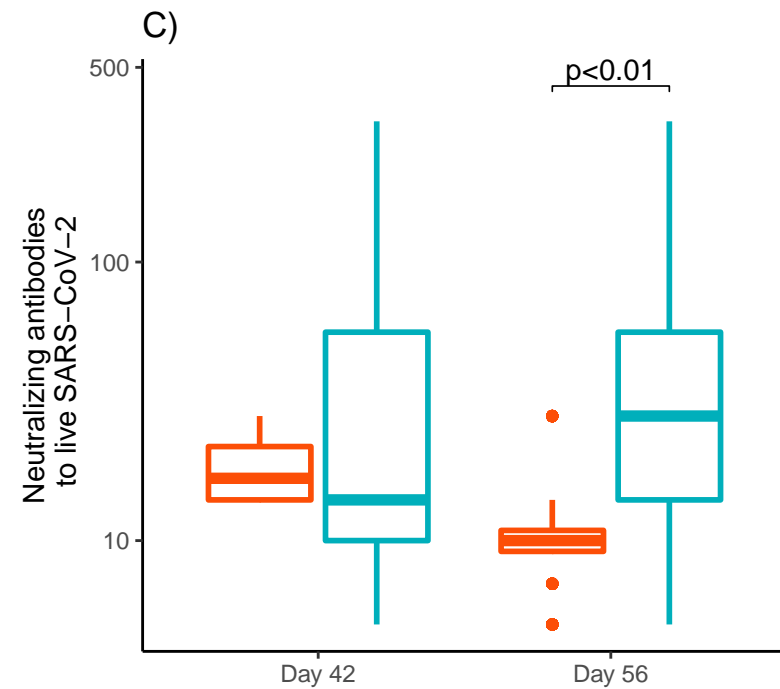 C)
500
p<0.01
100
10
Neutralizing antibodies
to live SARS−CoV−2
Day 42
Day 56